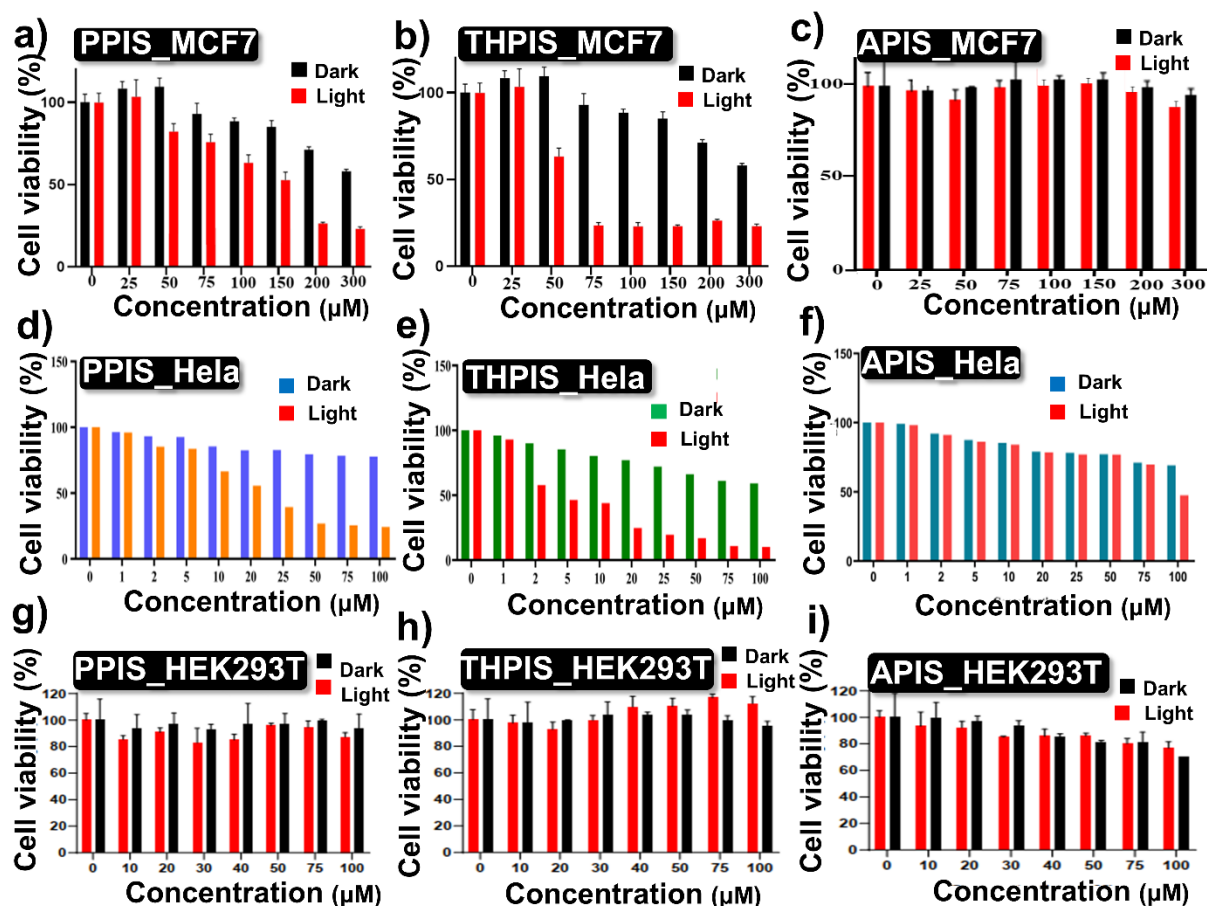 a) PPIS_MCF7
Cell viability (%)
Dark
Light
100
50
0
0 25 50 75 100 150 200 300
Concentration (µM)
b) THPIS_MCF7
Cell viability (%)
Dark
Light
100
50
0
0 25 50 75 100 150 200 300
Concentration (µM)
c) APIS_MCF7
Cell viability (%)
Dark
Light
100
50
0
0 25 50 75 100 150 200 300
Concentration (µM)
d) PPIS_Hela
Cell viability (%)
Dark
Light
150
100
50
0
0 1 2 5 10 20 25 50 75 100
Concentration (µM)
e) THPIS_Hela
Cell viability (%)
Dark
Light
150
100
50
0
0 1 2 5 10 20 25 50 75 100
Concentration (µM)
f) APIS_Hela
Cell viability (%)
Dark
Light
150
100
50
0
0 1 2 5 10 20 25 50 75 100
Concentration (µM)
g) PPIS_HEK293T
Cell viability (%)
Dark
Light
120
100
80
60
40
20
0
0 10 20 30 40 50 75 100
Concentration (µM)
h) THPIS_HEK293T
Cell viability (%)
Dark
Light
120
100
80
60
40
20
0
0 10 20 30 40 50 75 100
Concentration (µM)
i) APIS_HEK293T
Cell viability (%)
Dark
Light
120
100
80
60
40
20
0
0 10 20 30 40 50 75 100
Concentration (µM)